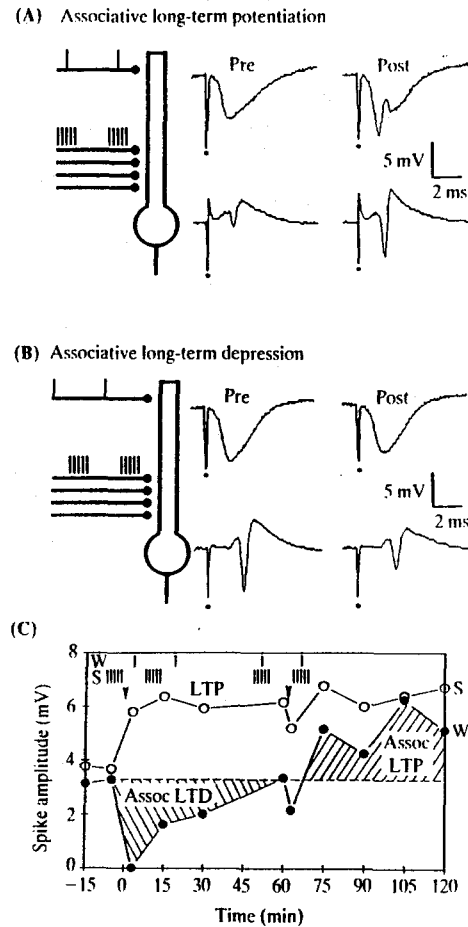 (A) Associative long-term potentiation
Pre
Post
5 mV
2 ms
(B) Associative long-term depression
Pre
Post
5 mV
2 ms
(C)
W
S
8
6
4
2
0
Spike amplitude (mV)
LTP
Assoc LTD
Assoc
LTP
S
W
−15 0 15 30 45 60 75 90 105 120
Time (min)